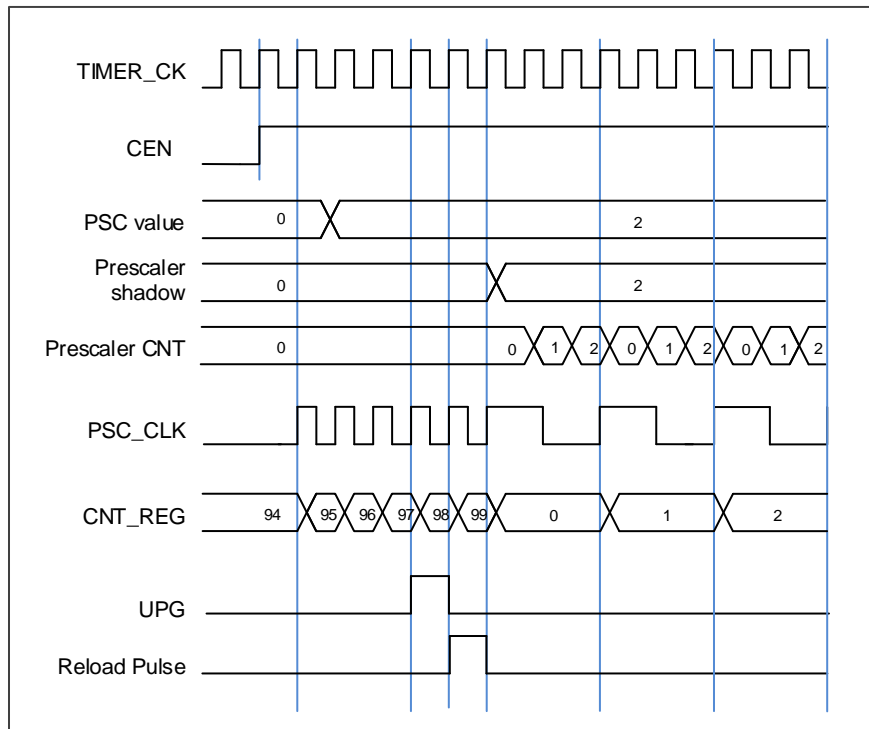 TIMER_CK
CEN
PSC value 0 2
Prescaler
shadow 0 2
Prescaler CNT 0 0 1 2 0 1 2 0 1 2
PSC_CLK
CNT_REG 94 95 96 97 98 99 0 1 2
UPG
Reload Pulse